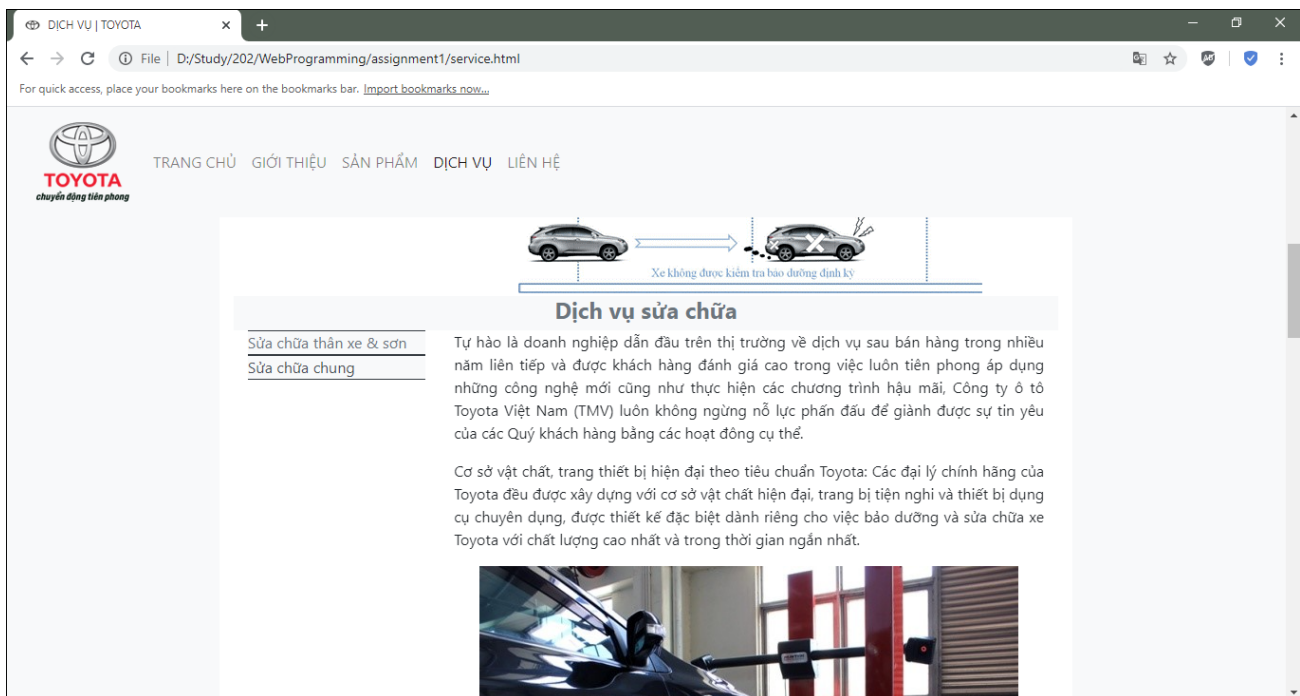 DỊCH VỤ | TOYOTA
File | D:/Study/202/WebProgramming/assignment1/service.html
For quick access, place your bookmarks here on the bookmarks bar. Import bookmarks now...
TOYOTA
chuyển động tiên phong
TRANG CHỦ GIỚI THIỆU SẢN PHẨM DỊCH VỤ LIÊN HỆ
Xe không được kiểm tra bảo dưỡng định kỳ
Dịch vụ sửa chữa
Sửa chữa thân xe & sơn
Sửa chữa chung
Tự hào là doanh nghiệp dẫn đầu trên thị trường về dịch vụ sau bán hàng trong nhiều
năm liên tiếp và được khách hàng đánh giá cao trong việc luôn tiên phong áp dụng
những công nghệ mới cũng như thực hiện các chương trình hậu mãi, Công ty ô tô
Toyota Việt Nam (TMV) luôn không ngừng nỗ lực phấn đấu để giành được sự tin yêu
của các Quý khách hàng bằng các hoạt đông cụ thể.
Cơ sở vật chất, trang thiết bị hiện đại theo tiêu chuẩn Toyota: Các đại lý chính hãng của
Toyota đều được xây dựng với cơ sở vật chất hiện đại, trang bị tiện nghi và thiết bị dụng
cụ chuyên dụng, được thiết kế đặc biệt dành riêng cho việc bảo dưỡng và sửa chữa xe
Toyota với chất lượng cao nhất và trong thời gian ngắn nhất.